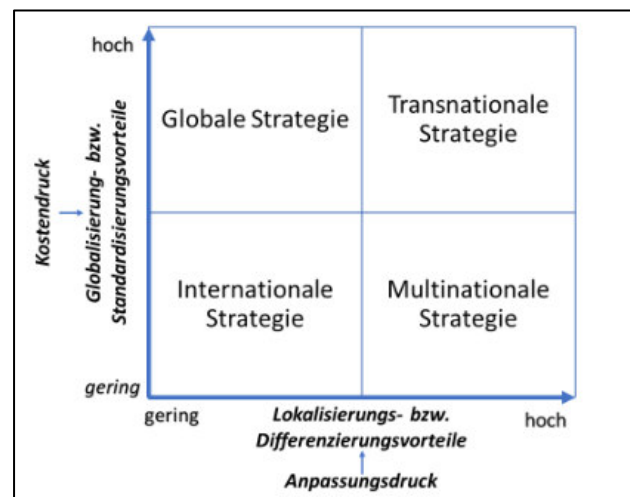 hoch
Kostendruck
Globalisierung- bzw.
Standardisierungsvorteile
Globale Strategie
Transnationale
Strategie
Internationale
Strategie
Multinationale
Strategie
gering
gering
Lokalisierungs- bzw.
Differenzierungsvorteile
hoch
Anpassungsdruck